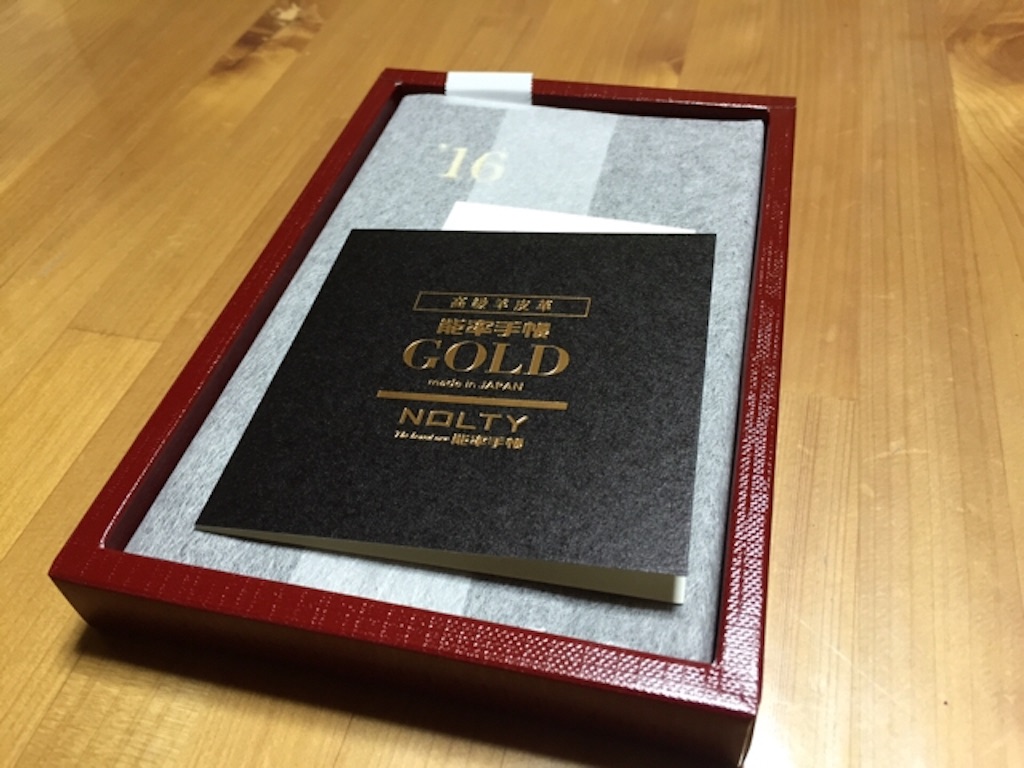 '16
高級羊皮革
能率手帳
GOLD
made in JAPAN
NOLTY
The brand new 能率手帳